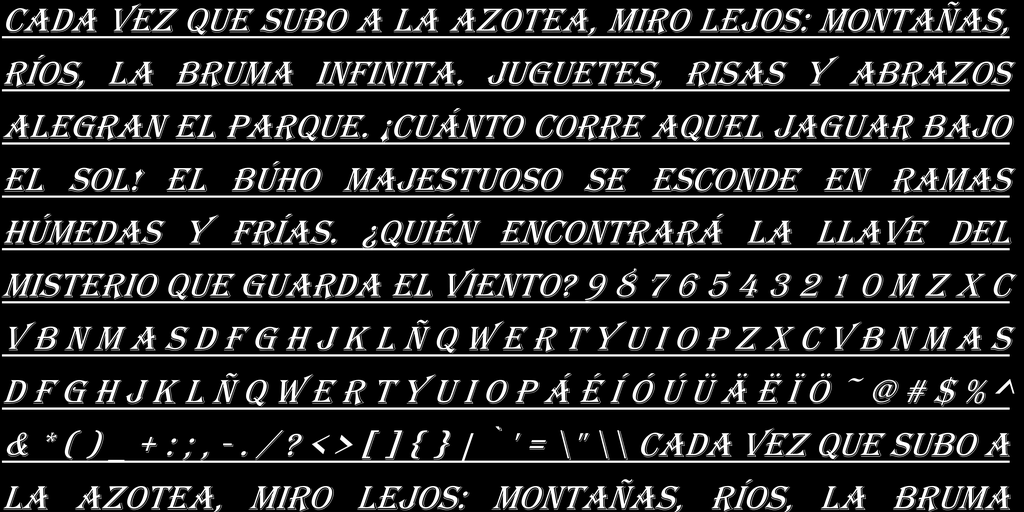 CADA VEZ QUE SUBO A LA AZOTEA, MIRO LEJOS: MONTAÑAS,
RÍOS, LA BRUMA INFINITA. JUGUETES, RISAS Y ABRAZOS
ALEGRAN EL PARQUE. ¡CUÁNTO CORRE AQUEL JAGUAR BAJO
EL SOL! EL BÚHO MAJESTUOSO SE ESCONDE EN RAMAS
HÚMEDAS Y FRÍAS. ¿QUIÉN ENCONTRARÁ LA LLAVE DEL
MISTERIO QUE GUARDA EL VIENTO? 9 8 7 6 5 4 3 2 1 0 M Z X C
V B N M A S D F G H J K L Ñ Q W E R T Y U I O P Z X C V B N M A S
D F G H J K L Ñ Q W E R T Y U I O P Á É Í Ó Ú Ü Ä Ë Ï Ö ~ @ # $ % ^
& * ( ) _ + : ; , - . / ? < > [ ] { } | ` ' = \ " \ \ CADA VEZ QUE SUBO A
LA AZOTEA, MIRO LEJOS: MONTAÑAS, RÍOS, LA BRUMA